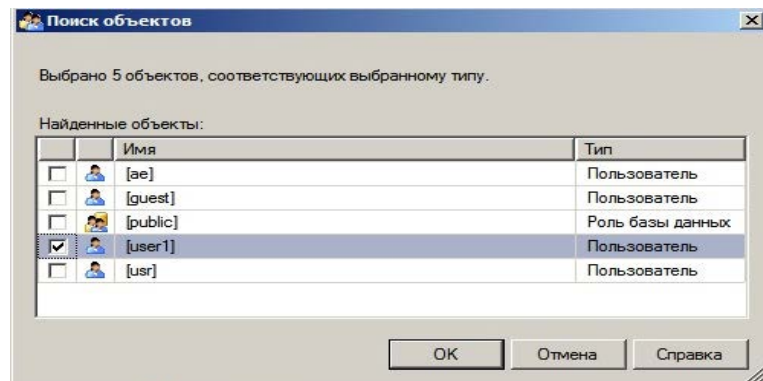 Поиск объектов
Выбрано 5 объектов, соответствующих выбранному типу.
Найденные объекты:
Имя Тип
[ae] Пользователь
[guest] Пользователь
[public] Роль базы данных
[user1] Пользователь
[usr] Пользователь
OK Отмена Справка